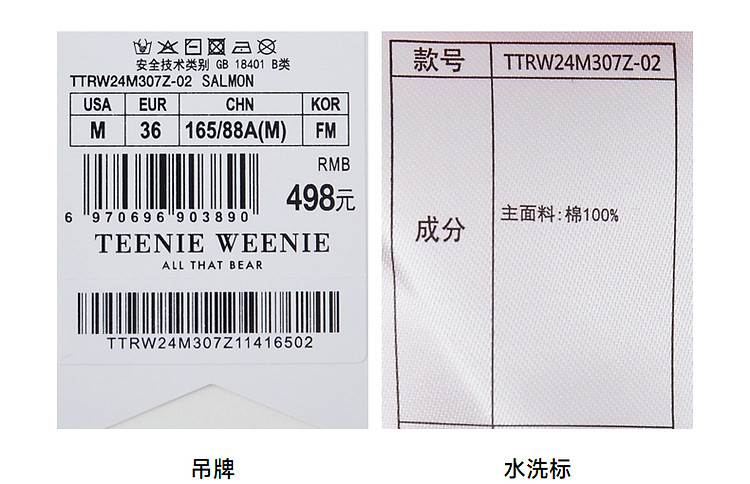 安全技术类别 GB 18401 B类
TTRW24M307Z-02 SALMON
USA EUR CHN KOR
M 36 165/88A(M) FM
RMB
498元
6 970696 903890
TEENIE WEENIE
ALL THAT BEAR
TTRW24M307Z11416502
吊牌
款号 TTRW24M307Z-02
成分 主面料:棉100%
水洗标